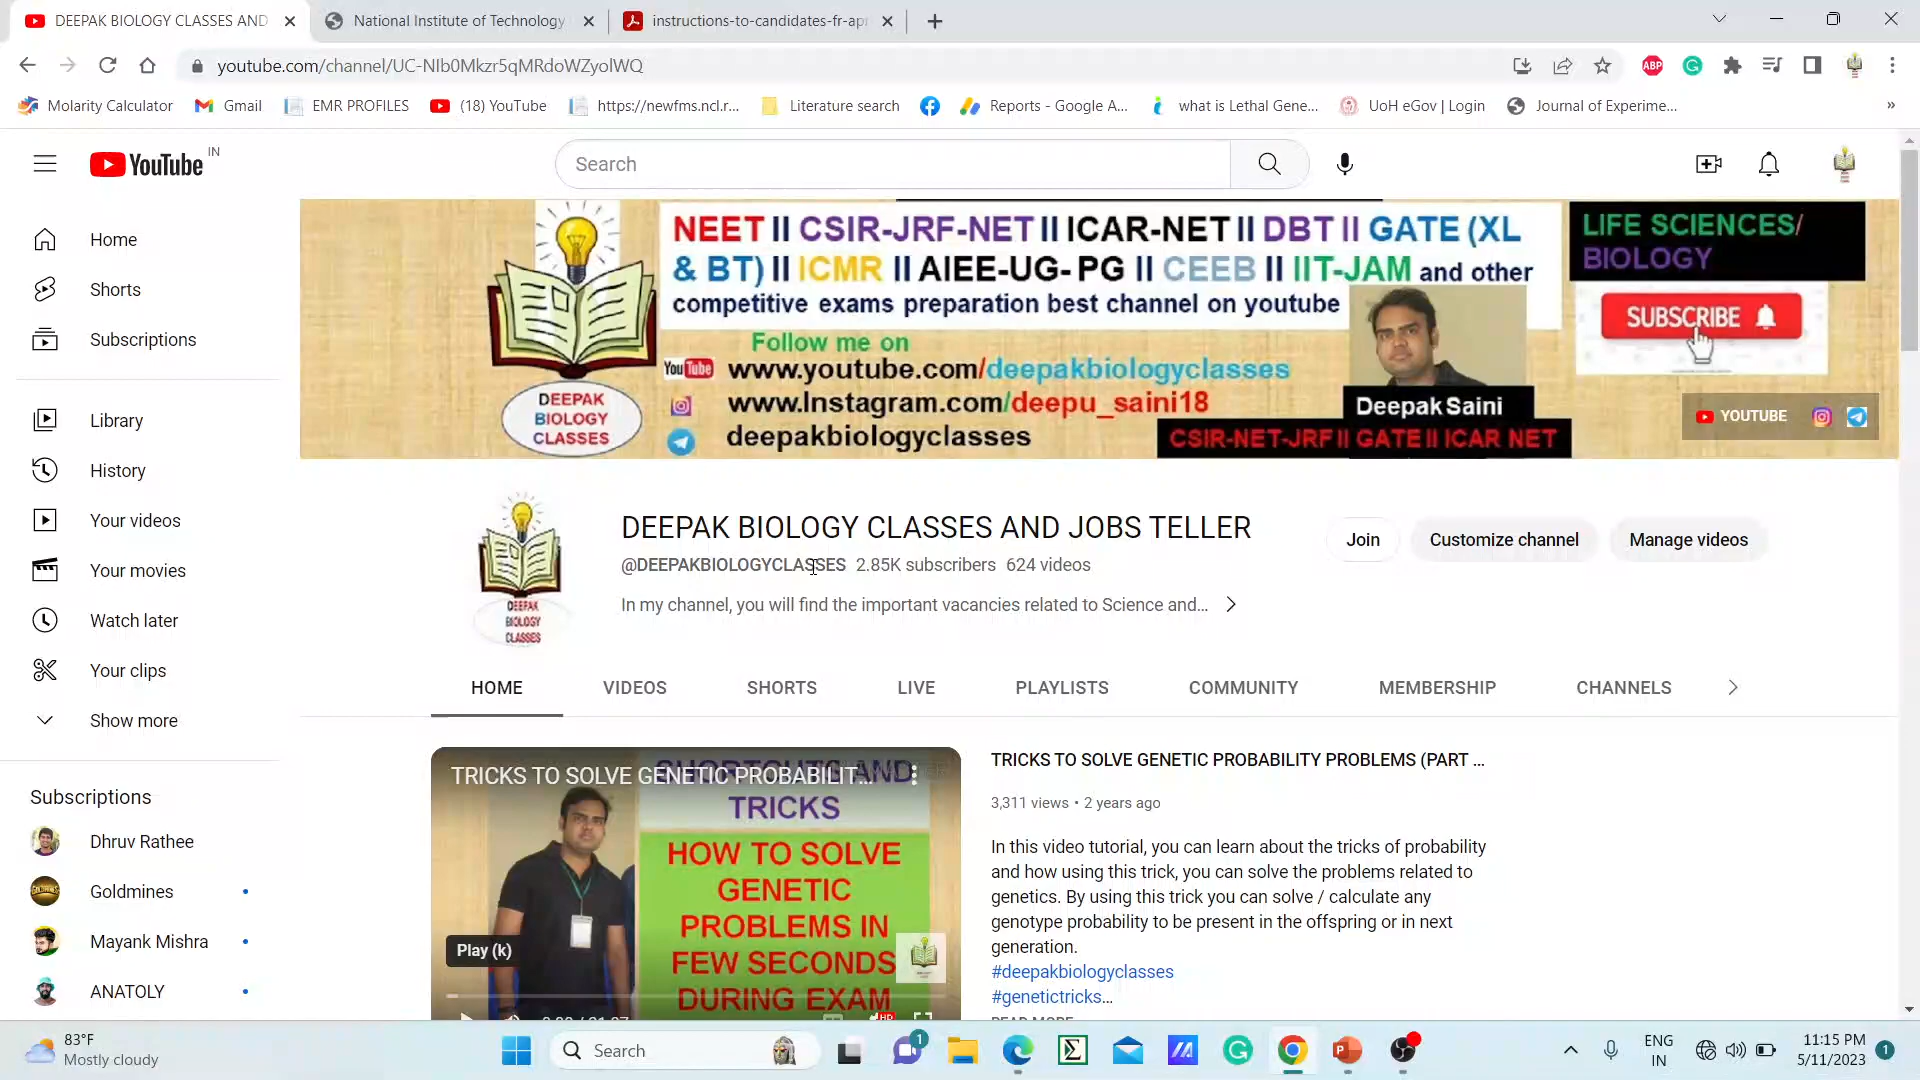 DEEPAK BIOLOGY CLASSES AND
National Institute of Technology
instructions-to-candidates-fr-apr
youtube.com/channel/UC-NIb0Mkzr5qMRdoWZyolWQ
ABP
Molarity Calculator
Gmail
EMR PROFILES
(18) YouTube
https://newfms.ncl.r...
Literature search
Reports - Google A...
what is Lethal Gene...
UoH eGov | Login
Journal of Experime...
YouTube IN
Search
NEET II CSIR-JRF-NET II ICAR-NET II DBT II GATE (XL
& BT) II ICMR II AIEE-UG-PG II CEEB II IIT-JAM and other
competitive exams preparation best channel on youtube
LIFE SCIENCES/
BIOLOGY
SUBSCRIBE
Follow me on
YouTube www.youtube.com/deepakbiologyclasses
www.Instagram.com/deepu_saini18
deepakbiologyclasses
DEEPAK
BIOLOGY
CLASSES
Deepak Saini
CSIR-NET-JRF II GATE II ICAR NET
YOUTUBE
Home
Shorts
Subscriptions
Library
History
Your videos
Your movies
Watch later
Your clips
Show more
Subscriptions
Dhruv Rathee
Goldmines
Mayank Mishra
ANATOLY
DEEPAK
BIOLOGY
CLASSES
DEEPAK BIOLOGY CLASSES AND JOBS TELLER
@DEEPAKBIOLOGYCLASSES 2.85K subscribers 624 videos
In my channel, you will find the important vacancies related to Science and...
Join
Customize channel
Manage videos
HOME
VIDEOS
SHORTS
LIVE
PLAYLISTS
COMMUNITY
MEMBERSHIP
CHANNELS
TRICKS TO SOLVE GENETIC PROBABILIT...
SHORTCUTS AND
TRICKS
HOW TO SOLVE
GENETIC
PROBLEMS IN
FEW SECONDS
DURING EXAM
Play (k)
TRICKS TO SOLVE GENETIC PROBABILITY PROBLEMS (PART ...
3,311 views • 2 years ago
In this video tutorial, you can learn about the tricks of probability
and how using this trick, you can solve the problems related to
genetics. By using this trick you can solve / calculate any
genotype probability to be present in the offspring or in next
generation.
#deepakbiologyclasses
#genetictricks...
READ MORE
83°F
Mostly cloudy
Search
1
ENG
IN
11:15 PM
5/11/2023
1